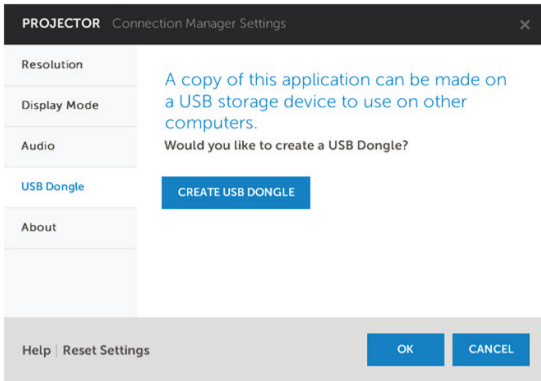 PROJECTOR Connection Manager Settings ×
Resolution
Display Mode
Audio
USB Dongle
About
A copy of this application can be made on
a USB storage device to use on other
computers.
Would you like to create a USB Dongle?
CREATE USB DONGLE
Help | Reset Settings
OK
CANCEL